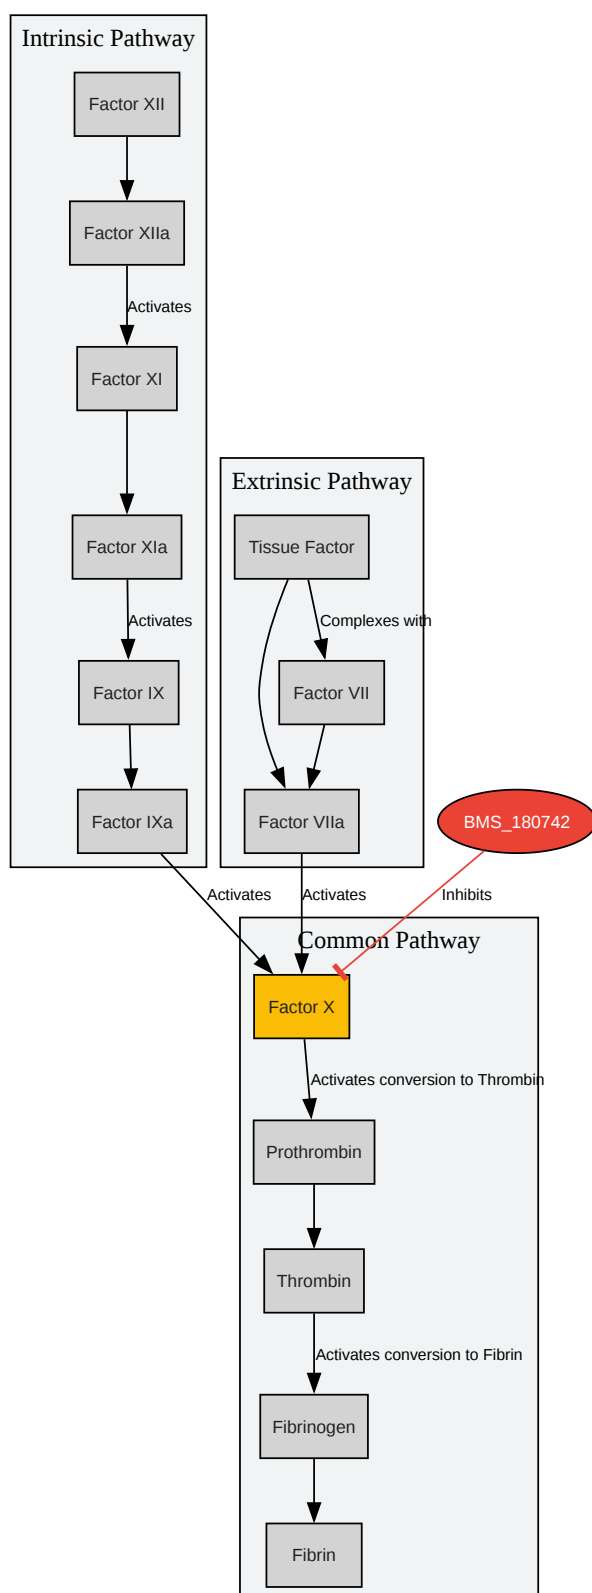 Intrinsic Pathway
Factor XII
Factor XIIa
Activates
Factor XI
Factor XIa
Activates
Factor IX
Factor IXa
Extrinsic Pathway
Tissue Factor
Complexes with
Factor VII
Factor VIIa
BMS_180742
Activates
Activates
Inhibits
Common Pathway
Factor X
Activates conversion to Thrombin
Prothrombin
Thrombin
Activates conversion to Fibrin
Fibrinogen
Fibrin